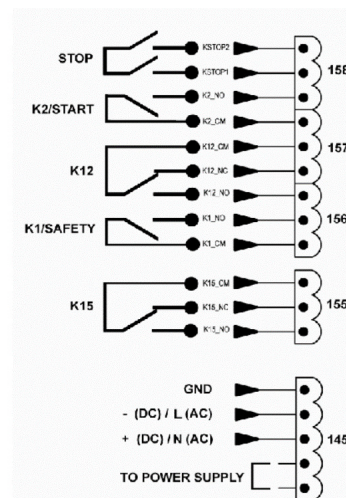 STOP
KSTOP2
KSTOP1
158
K2/START
K2_NO
K2_CM
K12
K12_CM
157
K12_NC
K12_NO
K1/SAFETY
K1_NO
156
K1_CM
K15
K15_CM
K15_NC
155
K15_NO
GND
- (DC) / L (AC)
+ (DC) / N (AC)
145
TO POWER SUPPLY